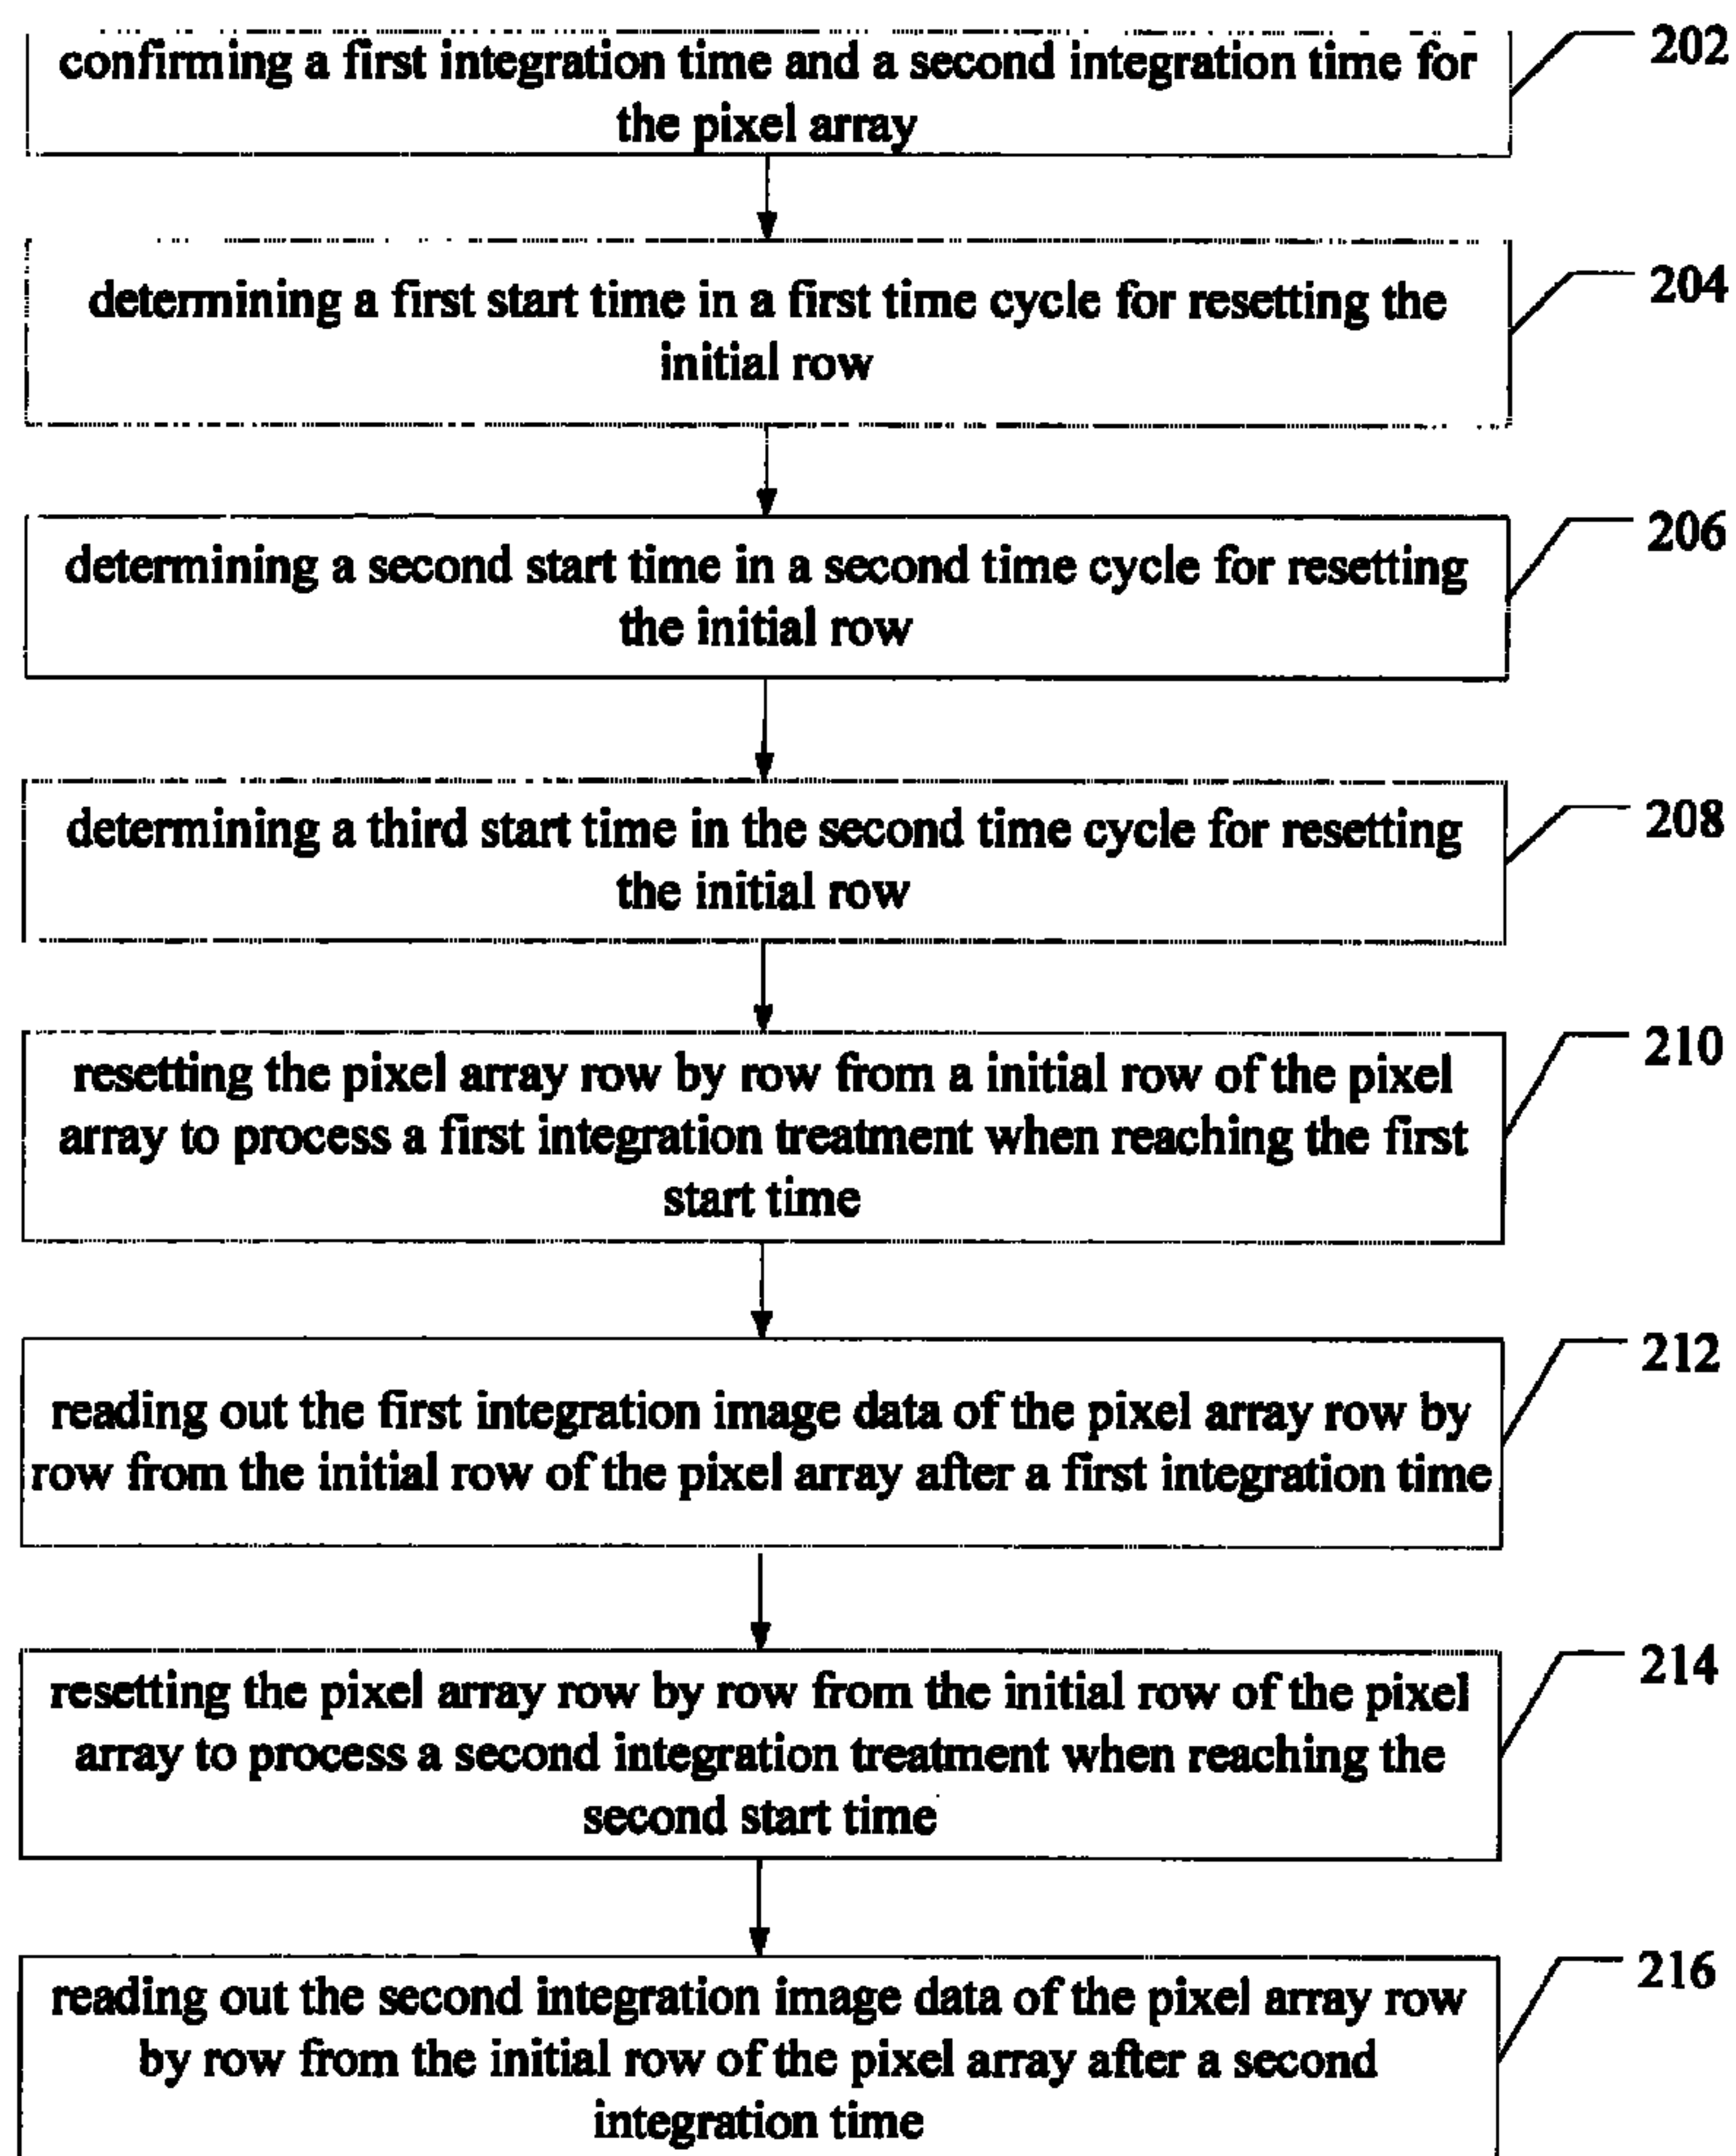 confirming a first integration time and a second integration time for
the pixel array
202
determining a first start time in a first time cycle for resetting the
initial row
204
determining a second start time in a second time cycle for resetting
the initial row
206
determining a third start time in the second time cycle for resetting
the initial row
208
resetting the pixel array row by row from a initial row of the pixel
array to process a first integration treatment when reaching the first
start time
210
reading out the first integration image data of the pixel array row by
row from the initial row of the pixel array after a first integration time
212
resetting the pixel array row by row from the initial row of the pixel
array to process a second integration treatment when reaching the
second start time
214
reading out the second integration image data of the pixel array row
by row from the initial row of the pixel array after a second
integration time
216